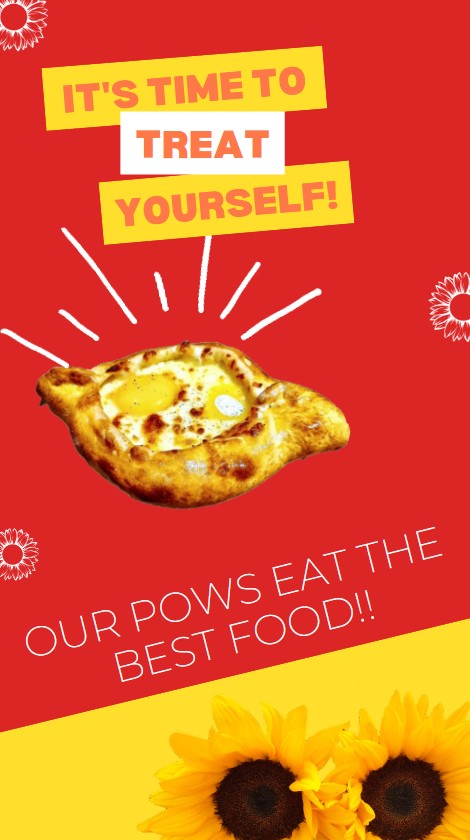 IT'S TIME TO
TREAT
YOURSELF!
OUR POWS EAT THE
BEST FOOD!!